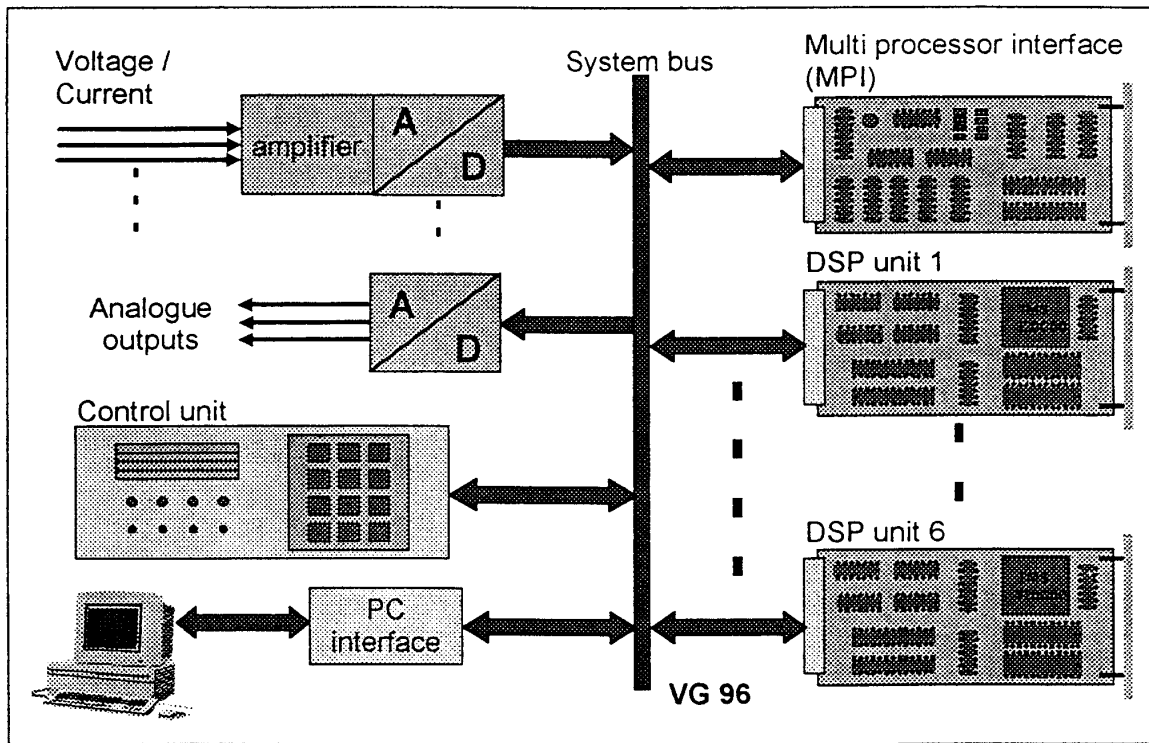 Voltage /
Current
amplifier
A
D
System bus
Multi processor interface
(MPI)
Analogue
outputs
A
D
DSP unit 1
Control unit
DSP unit 6
PC
interface
VG 96